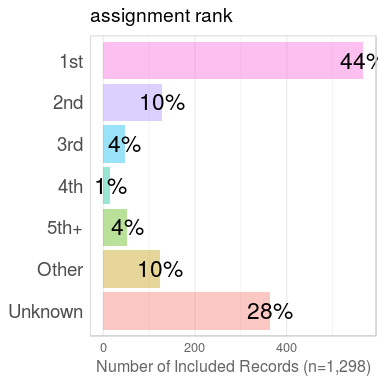 assignment rank
1st 44%
2nd 10%
3rd 4%
4th 1%
5th+ 4%
Other 10%
Unknown 28%
0 200 400
Number of Included Records (n=1,298)